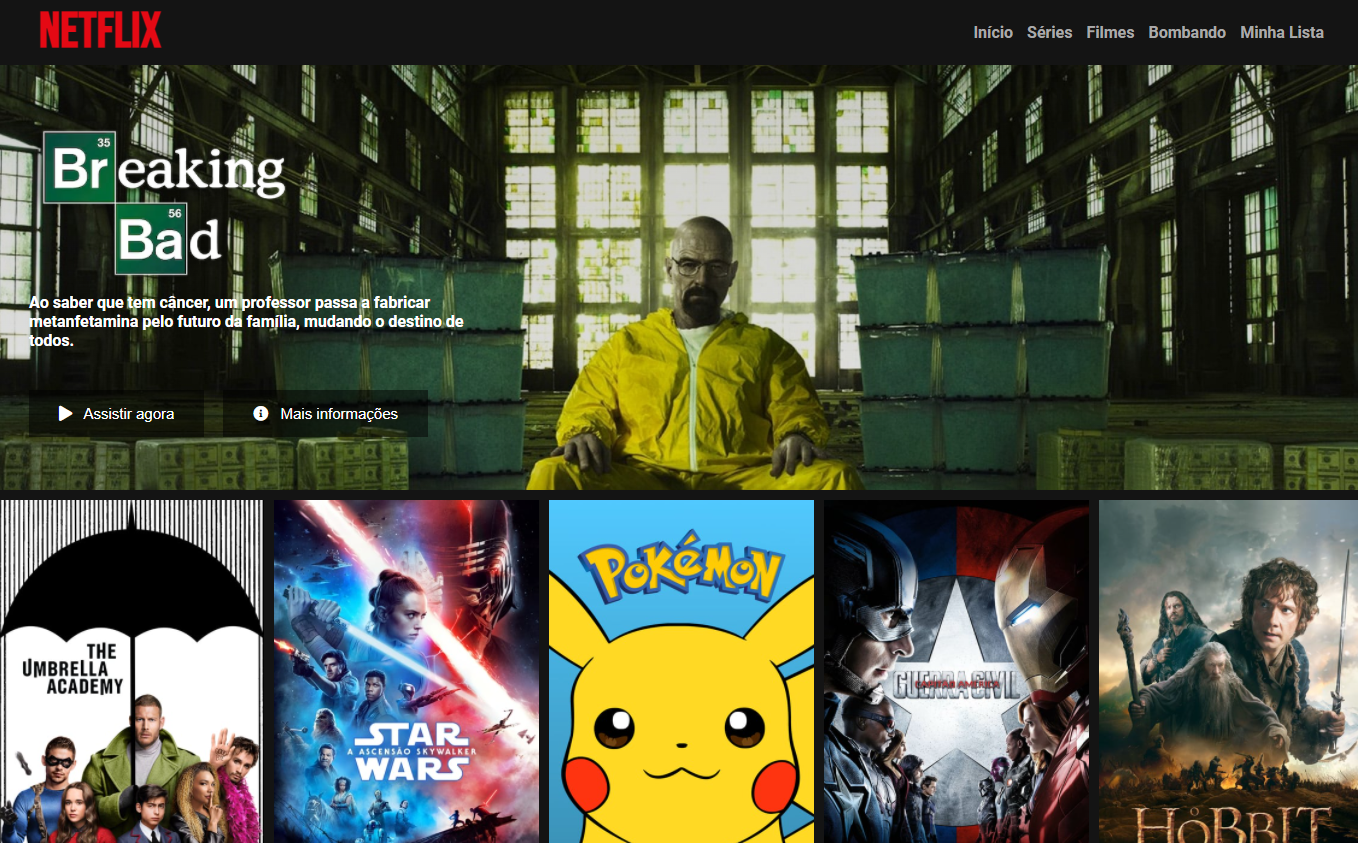 NETFLIX
Início Séries Filmes Bombando Minha Lista
35
Breaking
56
Bad
Ao saber que tem câncer, um professor passa a fabricar
metanfetamina pelo futuro da família, mudando o destino de
todos.
Assistir agora
Mais informações
THE
UMBRELLA
ACADEMY
STAR
A ASCENSÃO SKYWALKER
WARS
POKéMON
CAPITÃO AMÉRICA
GUERRA CIVIL
O HOBBIT